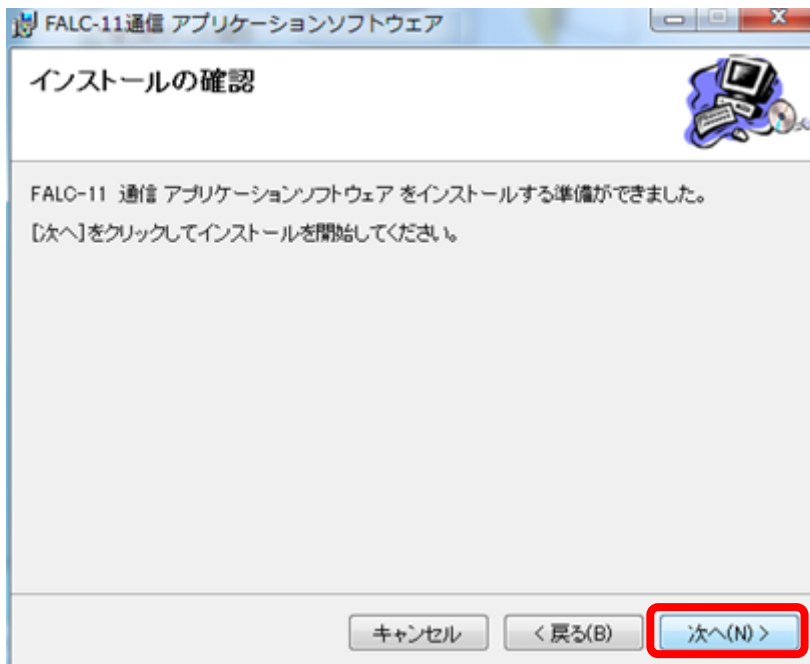 FALC-11通信 アプリケーションソフトウェア
インストールの確認
FALC-11 通信 アプリケーションソフトウェア をインストールする準備ができました。
[次へ]をクリックしてインストールを開始してください。
キャンセル
< 戻る(B)
次へ(N) >